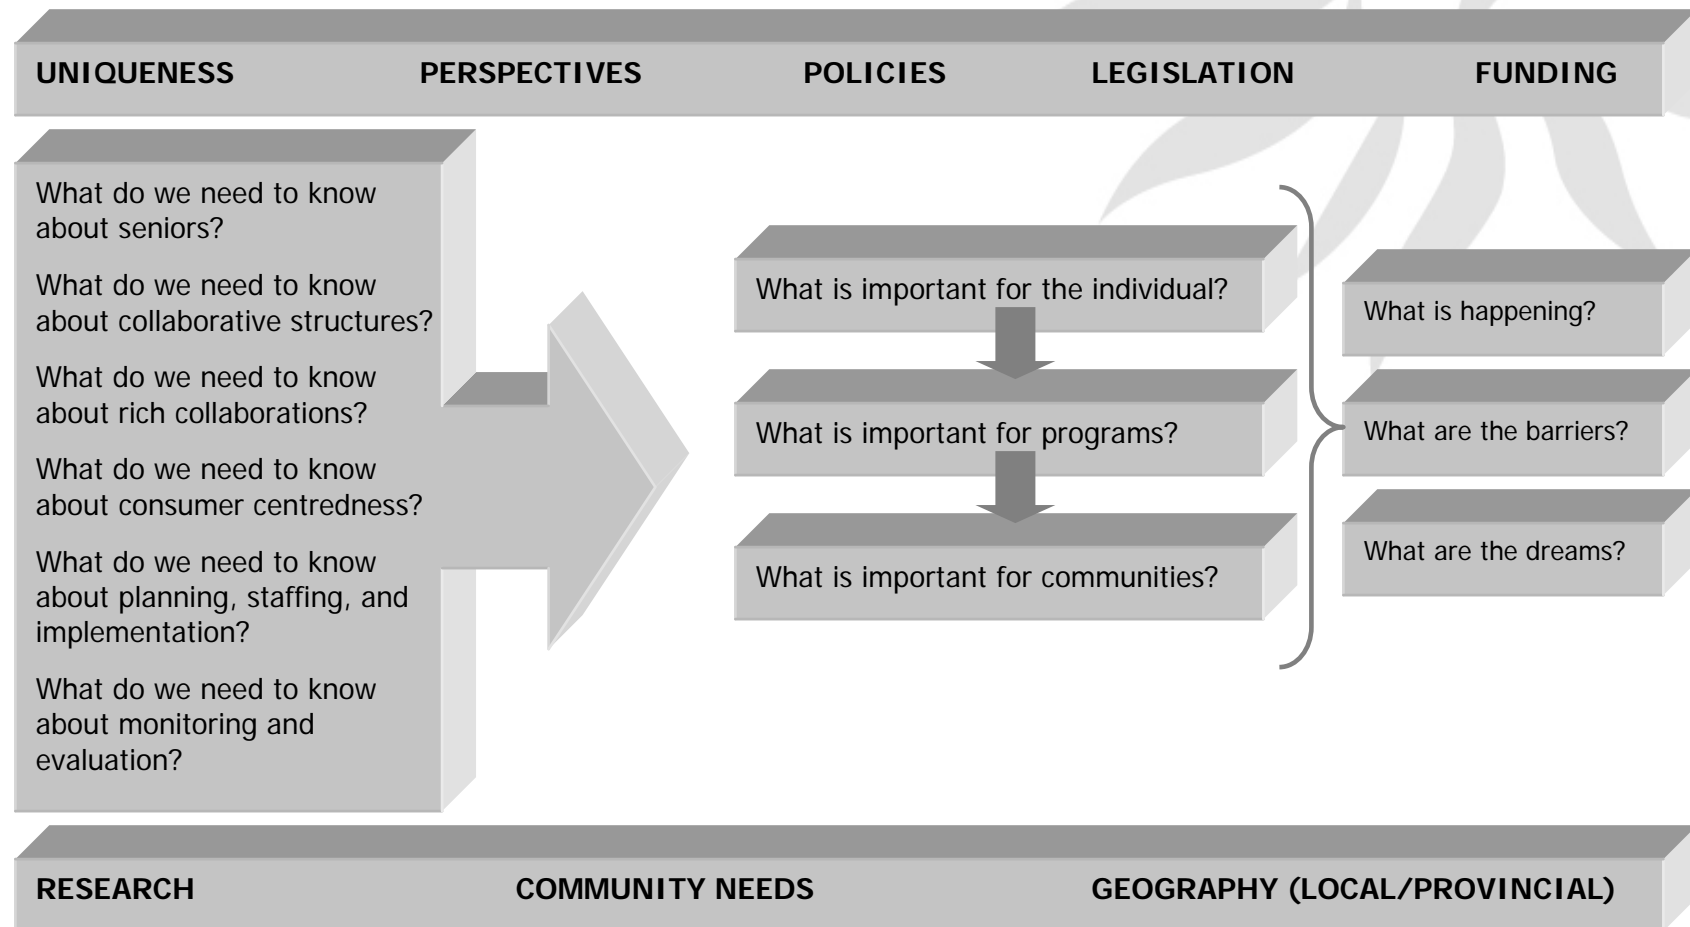 UNIQUENESS PERSPECTIVES POLICIES LEGISLATION FUNDING
What do we need to know
about seniors?
What do we need to know
about collaborative structures?
What do we need to know
about rich collaborations?
What do we need to know
about consumer centredness?
What do we need to know
about planning, staffing, and
implementation?
What do we need to know
about monitoring and
evaluation?
What is important for the individual?
What is important for programs?
What is important for communities?
What is happening?
What are the barriers?
What are the dreams?
RESEARCH COMMUNITY NEEDS GEOGRAPHY (LOCAL/PROVINCIAL)